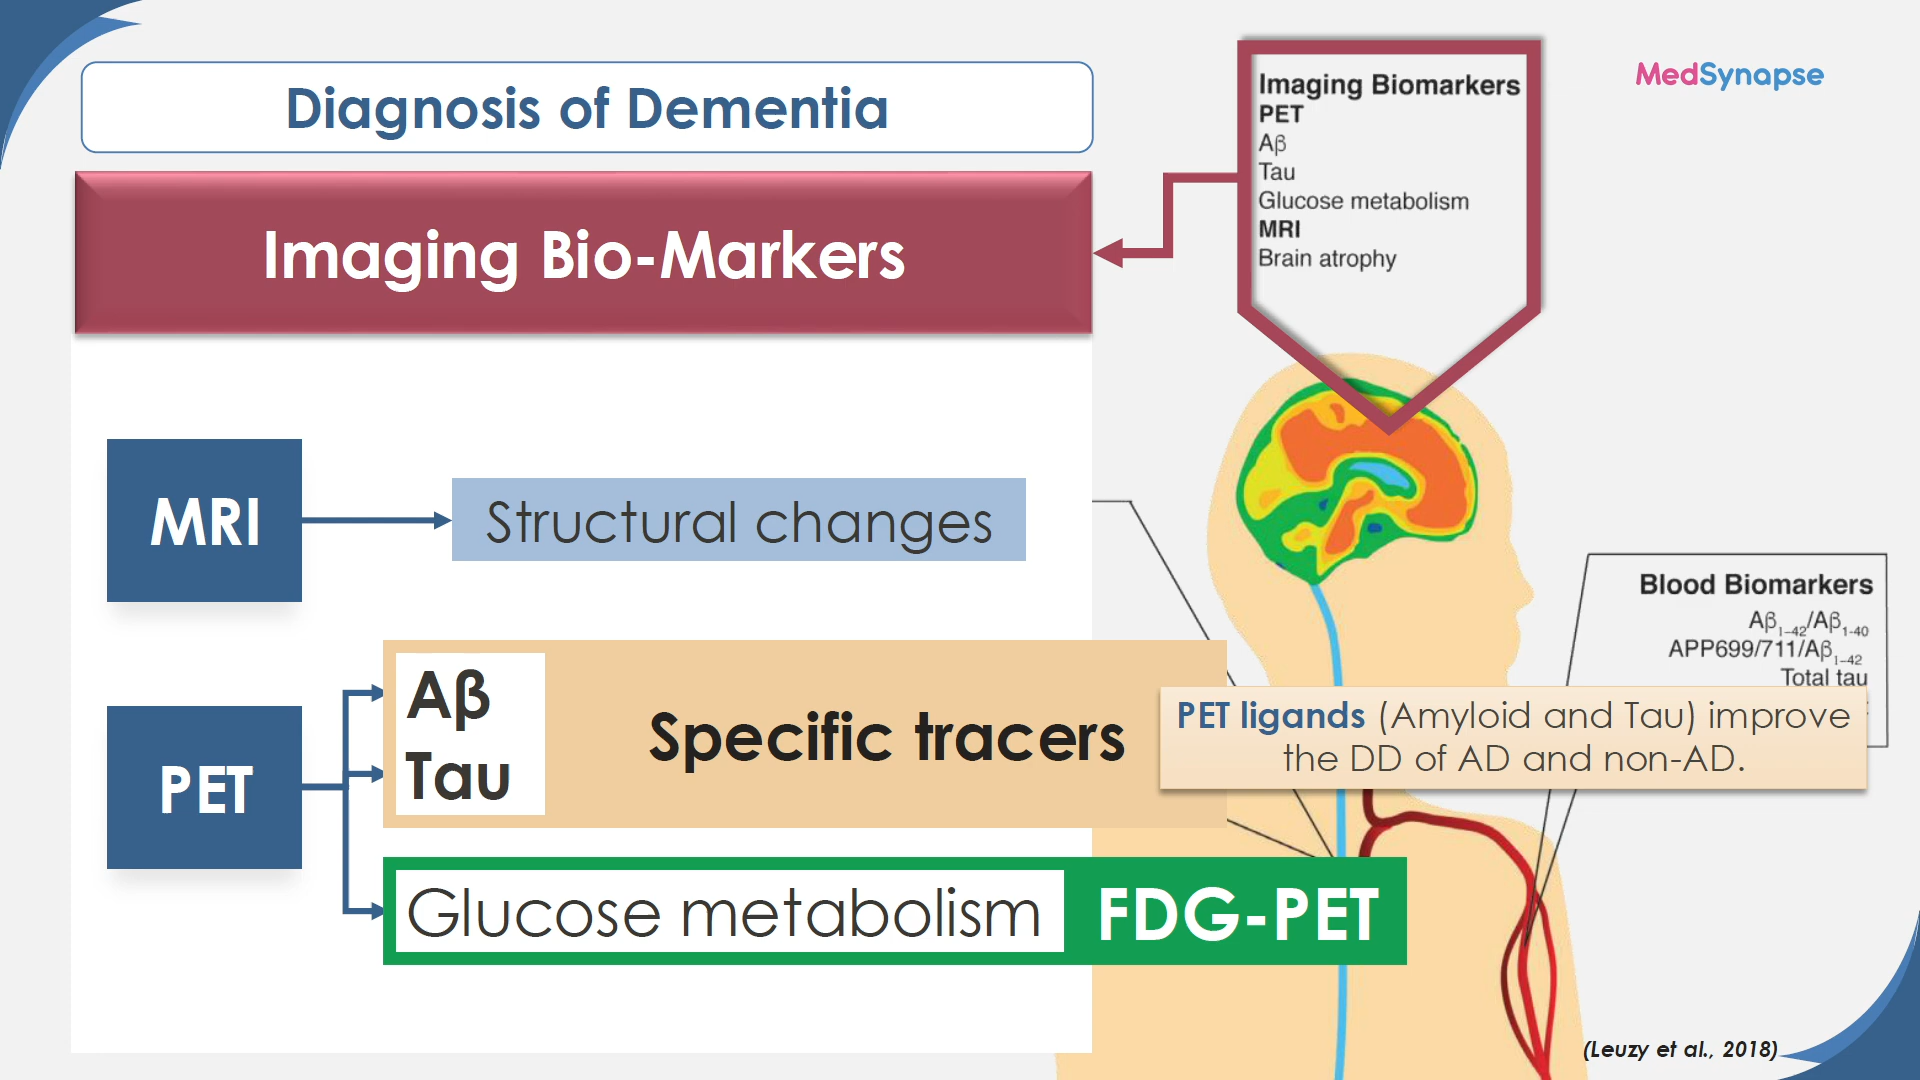 Diagnosis of Dementia
Imaging Bio-Markers
Imaging Biomarkers
PET
Aβ
Tau
Glucose metabolism
MRI
Brain atrophy
MedSynapse
MRI
Structural changes
PET
Aβ
Tau
Specific tracers
Glucose metabolism
FDG-PET
Blood Biomarkers
Aβ1–42/Aβ1-40
APP699/711/Aβ1–42
Total tau
PET ligands (Amyloid and Tau) improve
the DD of AD and non-AD.
(Leuzy et al., 2018)